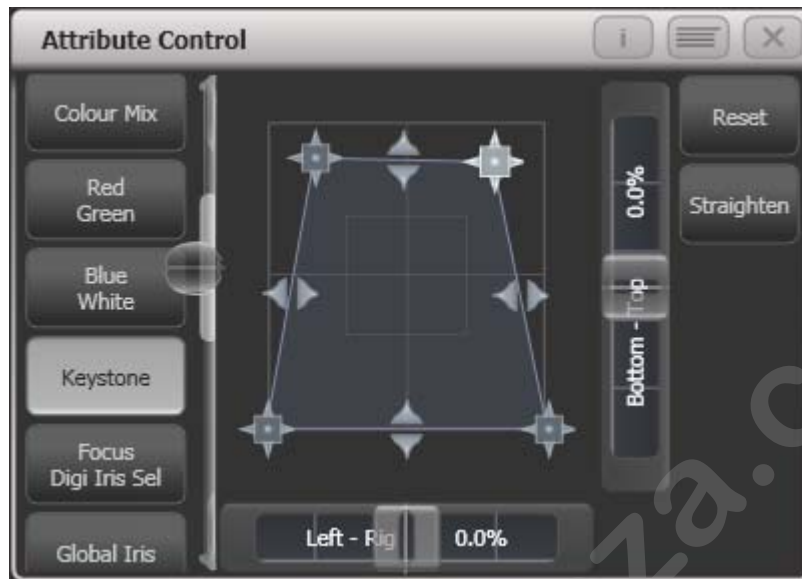 Attribute Control
i
Colour Mix
Red
Green
Blue
White
Keystone
Focus
Digi Iris Sel
Global Iris
Reset
Straighten
Bottom - Top
0.0%
Left - Rig
0.0%
za.c